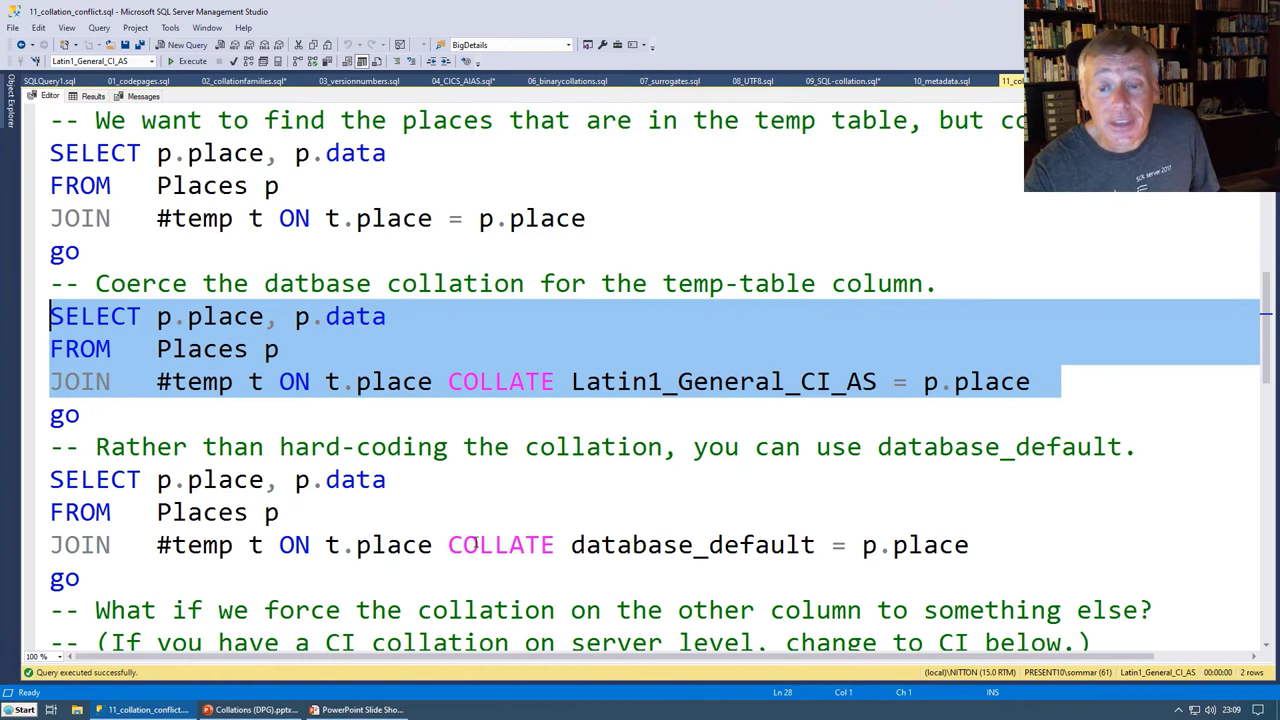 11_collation_conflict.sql - Microsoft SQL Server Management Studio
File Edit View Query Project Tools Window Help
New Query BigDetails
Latin1_General_CI_AS Execute
SQLQuery1.sql 01_codepages.sql 02_collationfamilies.sql* 03_versionnumbers.sql 04_CICS_AIAS.sql* 06_binarycollations.sql 07_surrogates.sql 08_UTF8.sql 09_SQL-collation.sql* 10_metadata.sql
Object Explorer
Editor Results Messages
-- We want to find the places that are in the temp table, but
SELECT p.place, p.data
FROM Places p
JOIN #temp t ON t.place = p.place
go
-- Coerce the datbase collation for the temp-table column.
SELECT p.place, p.data
FROM Places p
JOIN #temp t ON t.place COLLATE Latin1_General_CI_AS = p.place
go
-- Rather than hard-coding the collation, you can use database_default.
SELECT p.place, p.data
FROM Places p
JOIN #temp t ON t.place COLLATE database_default = p.place
go
-- What if we force the collation on the other column to something else?
-- (If you have a CI collation on server level, change to CI below.)
100 %
Query executed successfully. (local)\NITTON (15.0 RTM) PRESENT10\sommar (61) Latin1_General_CI_AS 00:00:00 2 rows
Ready Ln 28 Col 1 Ch 1 INS
Start 11_collation_conflict.... Collations (DPG).pptx... PowerPoint Slide Sho... 23:09
SQL Server 2017